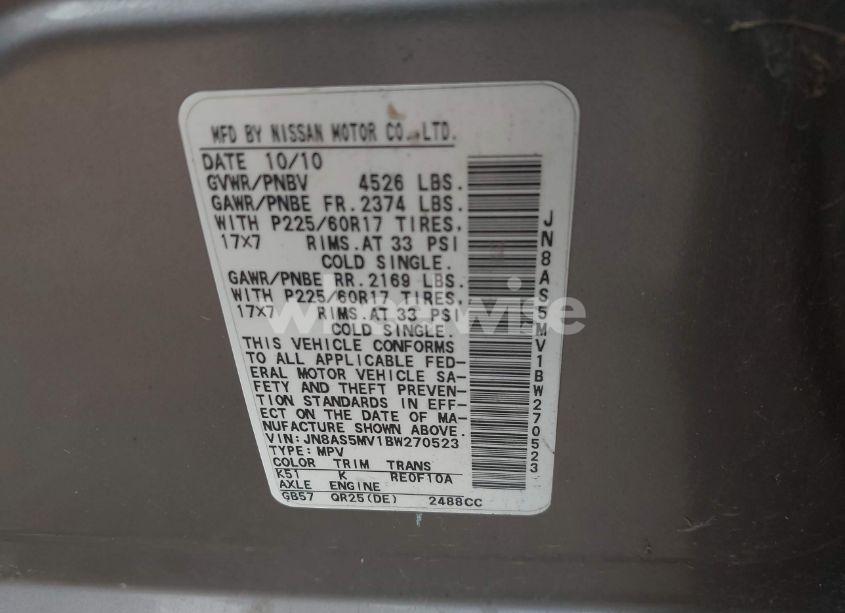 MFD BY NISSAN MOTOR CO.,LTD.
DATE 10/10
GVWR/PNBV 4526 LBS.
GAWR/PNBE FR. 2374 LBS.
WITH P225/60R17 TIRES,
17X7 RIMS.AT 33 PSI
COLD SINGLE.
GAWR/PNBE RR. 2169 LBS.
WITH P225/60R17 TIRES,
17X7 RIMS.AT 33 PSI
COLD SINGLE.
THIS VEHICLE CONFORMS
TO ALL APPLICABLE FED-
ERAL MOTOR VEHICLE SA-
FETY AND THEFT PREVEN-
TION STANDARDS IN EFF-
ECT ON THE DATE OF MA-
NUFACTURE SHOWN ABOVE.
VIN: JN8AS5MV1BW270523
TYPE: MPV
COLOR TRIM TRANS
K51 K RE0F10A
AXLE ENGINE
GB57 QR25(DE) 2488CC
JN8AS5MV1BW270523